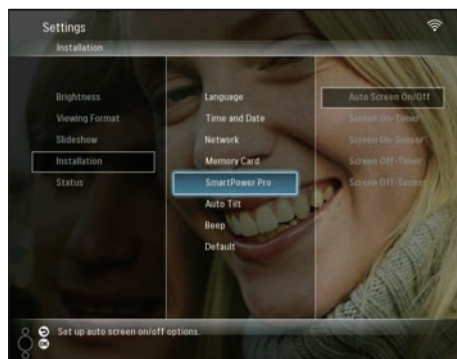 Settings
Installation
Brightness
Viewing Format
Slideshow
Installation
Status
Language
Time and Date
Network
Memory Card
SmartPower Pro
Auto Tilt
Beep
Default
Auto Screen On/Off
Screen On-Timer
Screen On-Sensor
Screen Off-Timer
Screen Off-Sensor
Set up auto screen on/off options.
OK